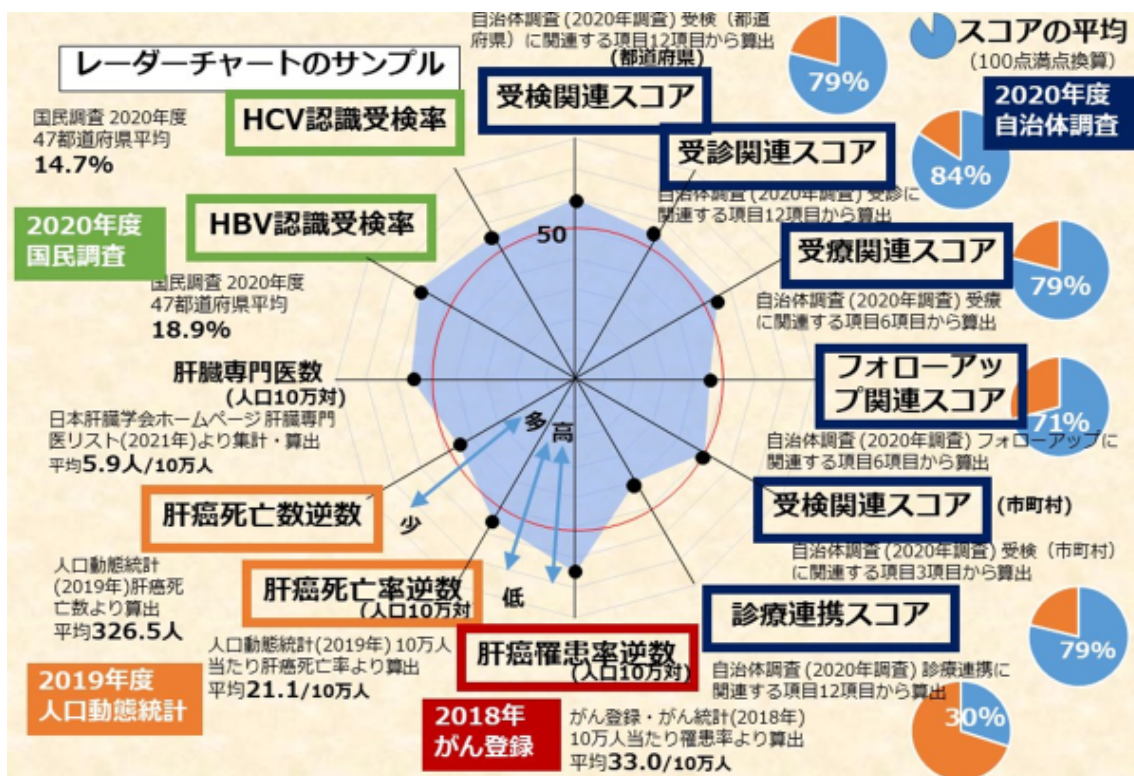 自治体調査 (2020年調査) 受検（都道
府県）に関連する項目12項目から算出
(都道府県)
スコアの平均
(100点満点換算)
レーダーチャートのサンプル
受検関連スコア
79%
2020年度
自治体調査
国民調査 2020年度
47都道府県平均
14.7%
HCV認識受検率
受診関連スコア
84%
自治体調査 (2020年調査) 受診に
関連する項目12項目から算出
2020年度
国民調査
HBV認識受検率
50
受療関連スコア
79%
国民調査 2020年度
47都道府県平均
18.9%
自治体調査 (2020年調査) 受療
に関連する項目6項目から算出
肝臓専門医数
(人口10万対)
フォローアッ
プ関連スコア
71%
日本肝臓学会ホームページ 肝臓専門
医リスト(2021年)より集計・算出
平均5.9人/10万人
多
高
自治体調査 (2020年調査) フォローアップに
関連する項目6項目から算出
肝癌死亡数逆数
少
受検関連スコア
(市町村)
自治体調査 (2020年調査) 受検（市町村）
に関連する項目3項目から算出
人口動態統計
(2019年)肝癌死
亡数より算出
平均326.5人
肝癌死亡率逆数
(人口10万対
低
診療連携スコア
79%
人口動態統計(2019年) 10万人
当たり肝癌死亡率より算出
平均21.1/10万人
肝癌罹患率逆数
(人口10万対)
自治体調査 (2020年調査) 診療連携に
関連する項目12項目から算出
30%
2019年度
人口動態統計
2018年
がん登録
がん登録・がん統計(2018年)
10万人当たり罹患率より算出
平均33.0/10万人